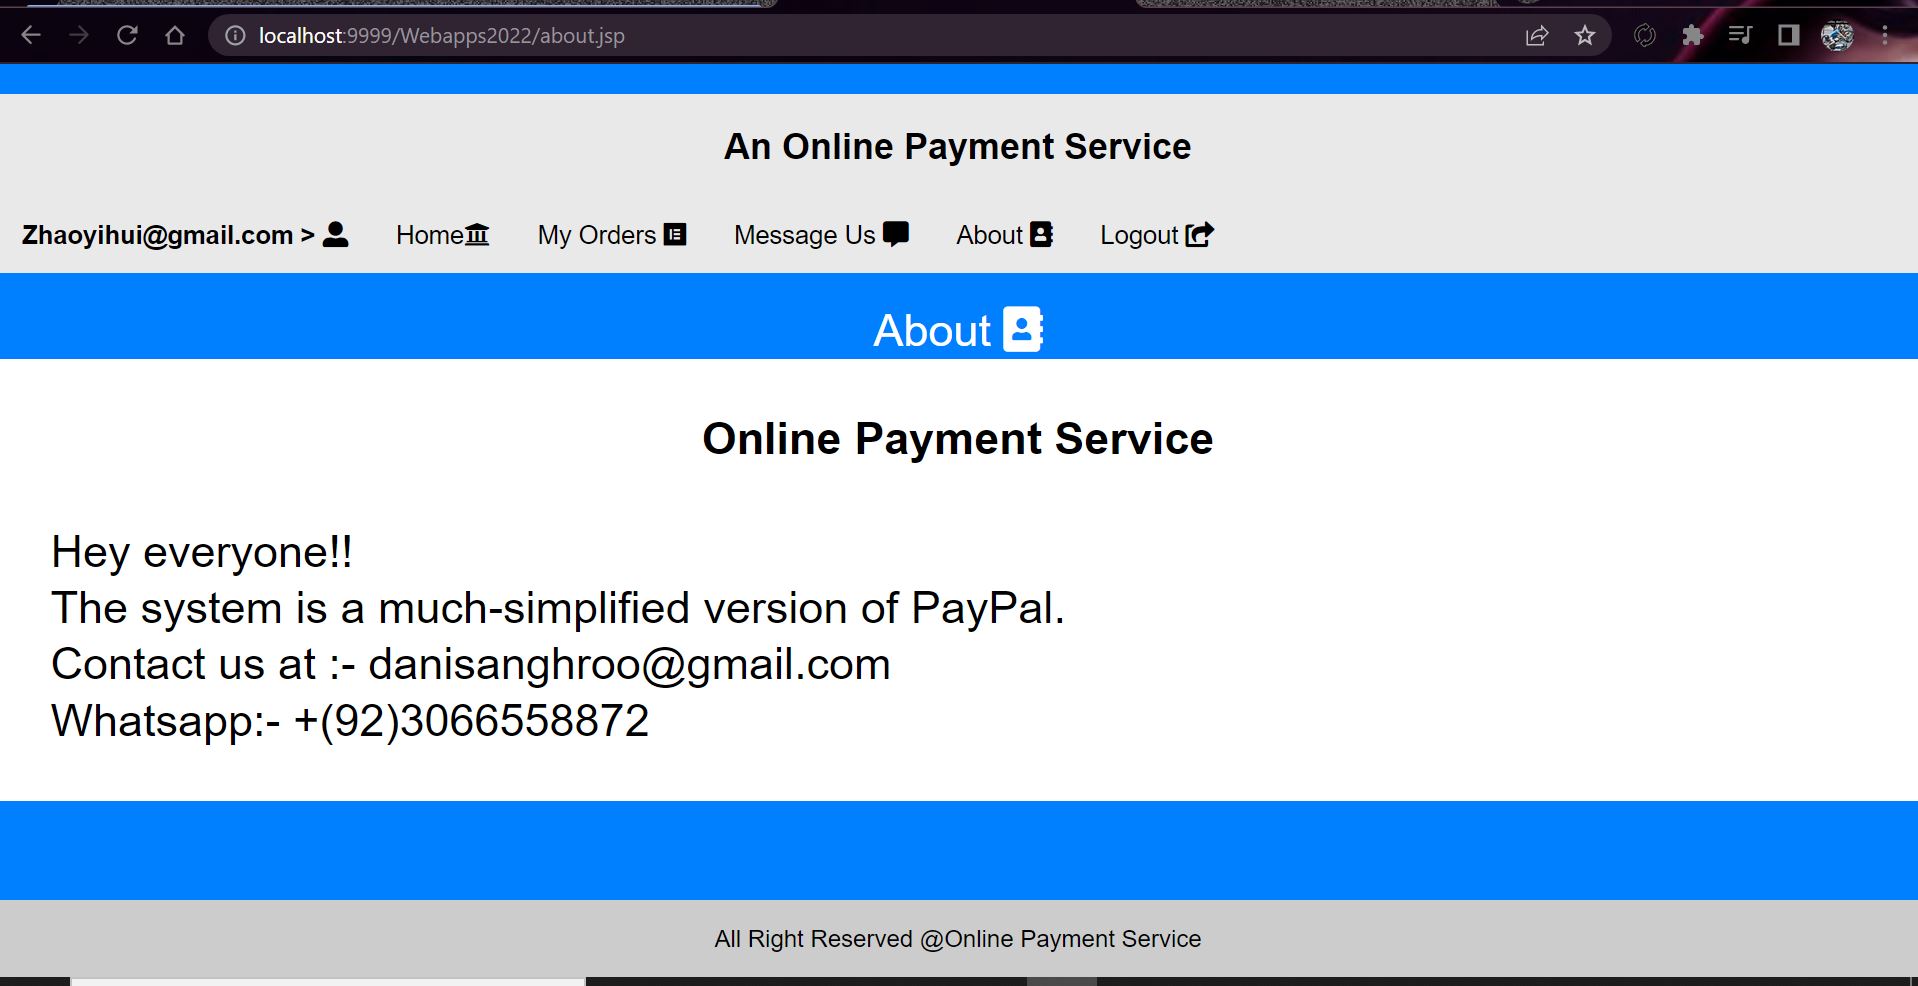 localhost:9999/Webapps2022/about.jsp
An Online Payment Service
Zhaoyihui@gmail.com > Home My Orders Message Us About Logout
About
Online Payment Service
Hey everyone!!
The system is a much-simplified version of PayPal.
Contact us at :- danisanghroo@gmail.com
Whatsapp:- +(92)3066558872
All Right Reserved @Online Payment Service